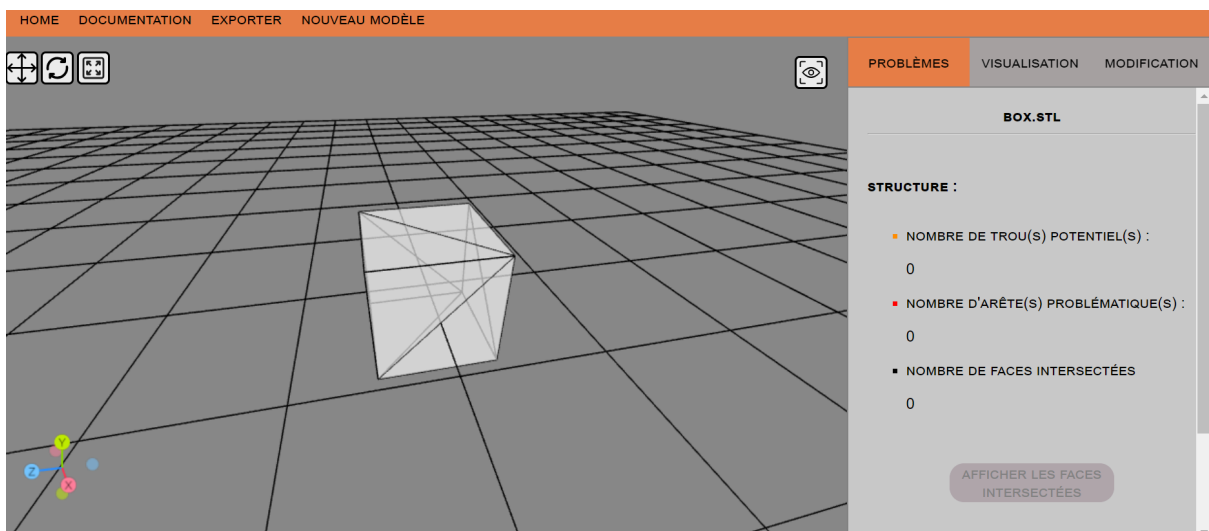 HOME DOCUMENTATION EXPORTER NOUVEAU MODÈLE
PROBLÈMES VISUALISATION MODIFICATION
BOX.STL
STRUCTURE :
NOMBRE DE TROU(S) POTENTIEL(S) :
0
NOMBRE D'ARÊTE(S) PROBLÉMATIQUE(S) :
0
NOMBRE DE FACES INTERSECTÉES
0
AFFICHER LES FACES
INTERSECTÉES
Y
Z
X